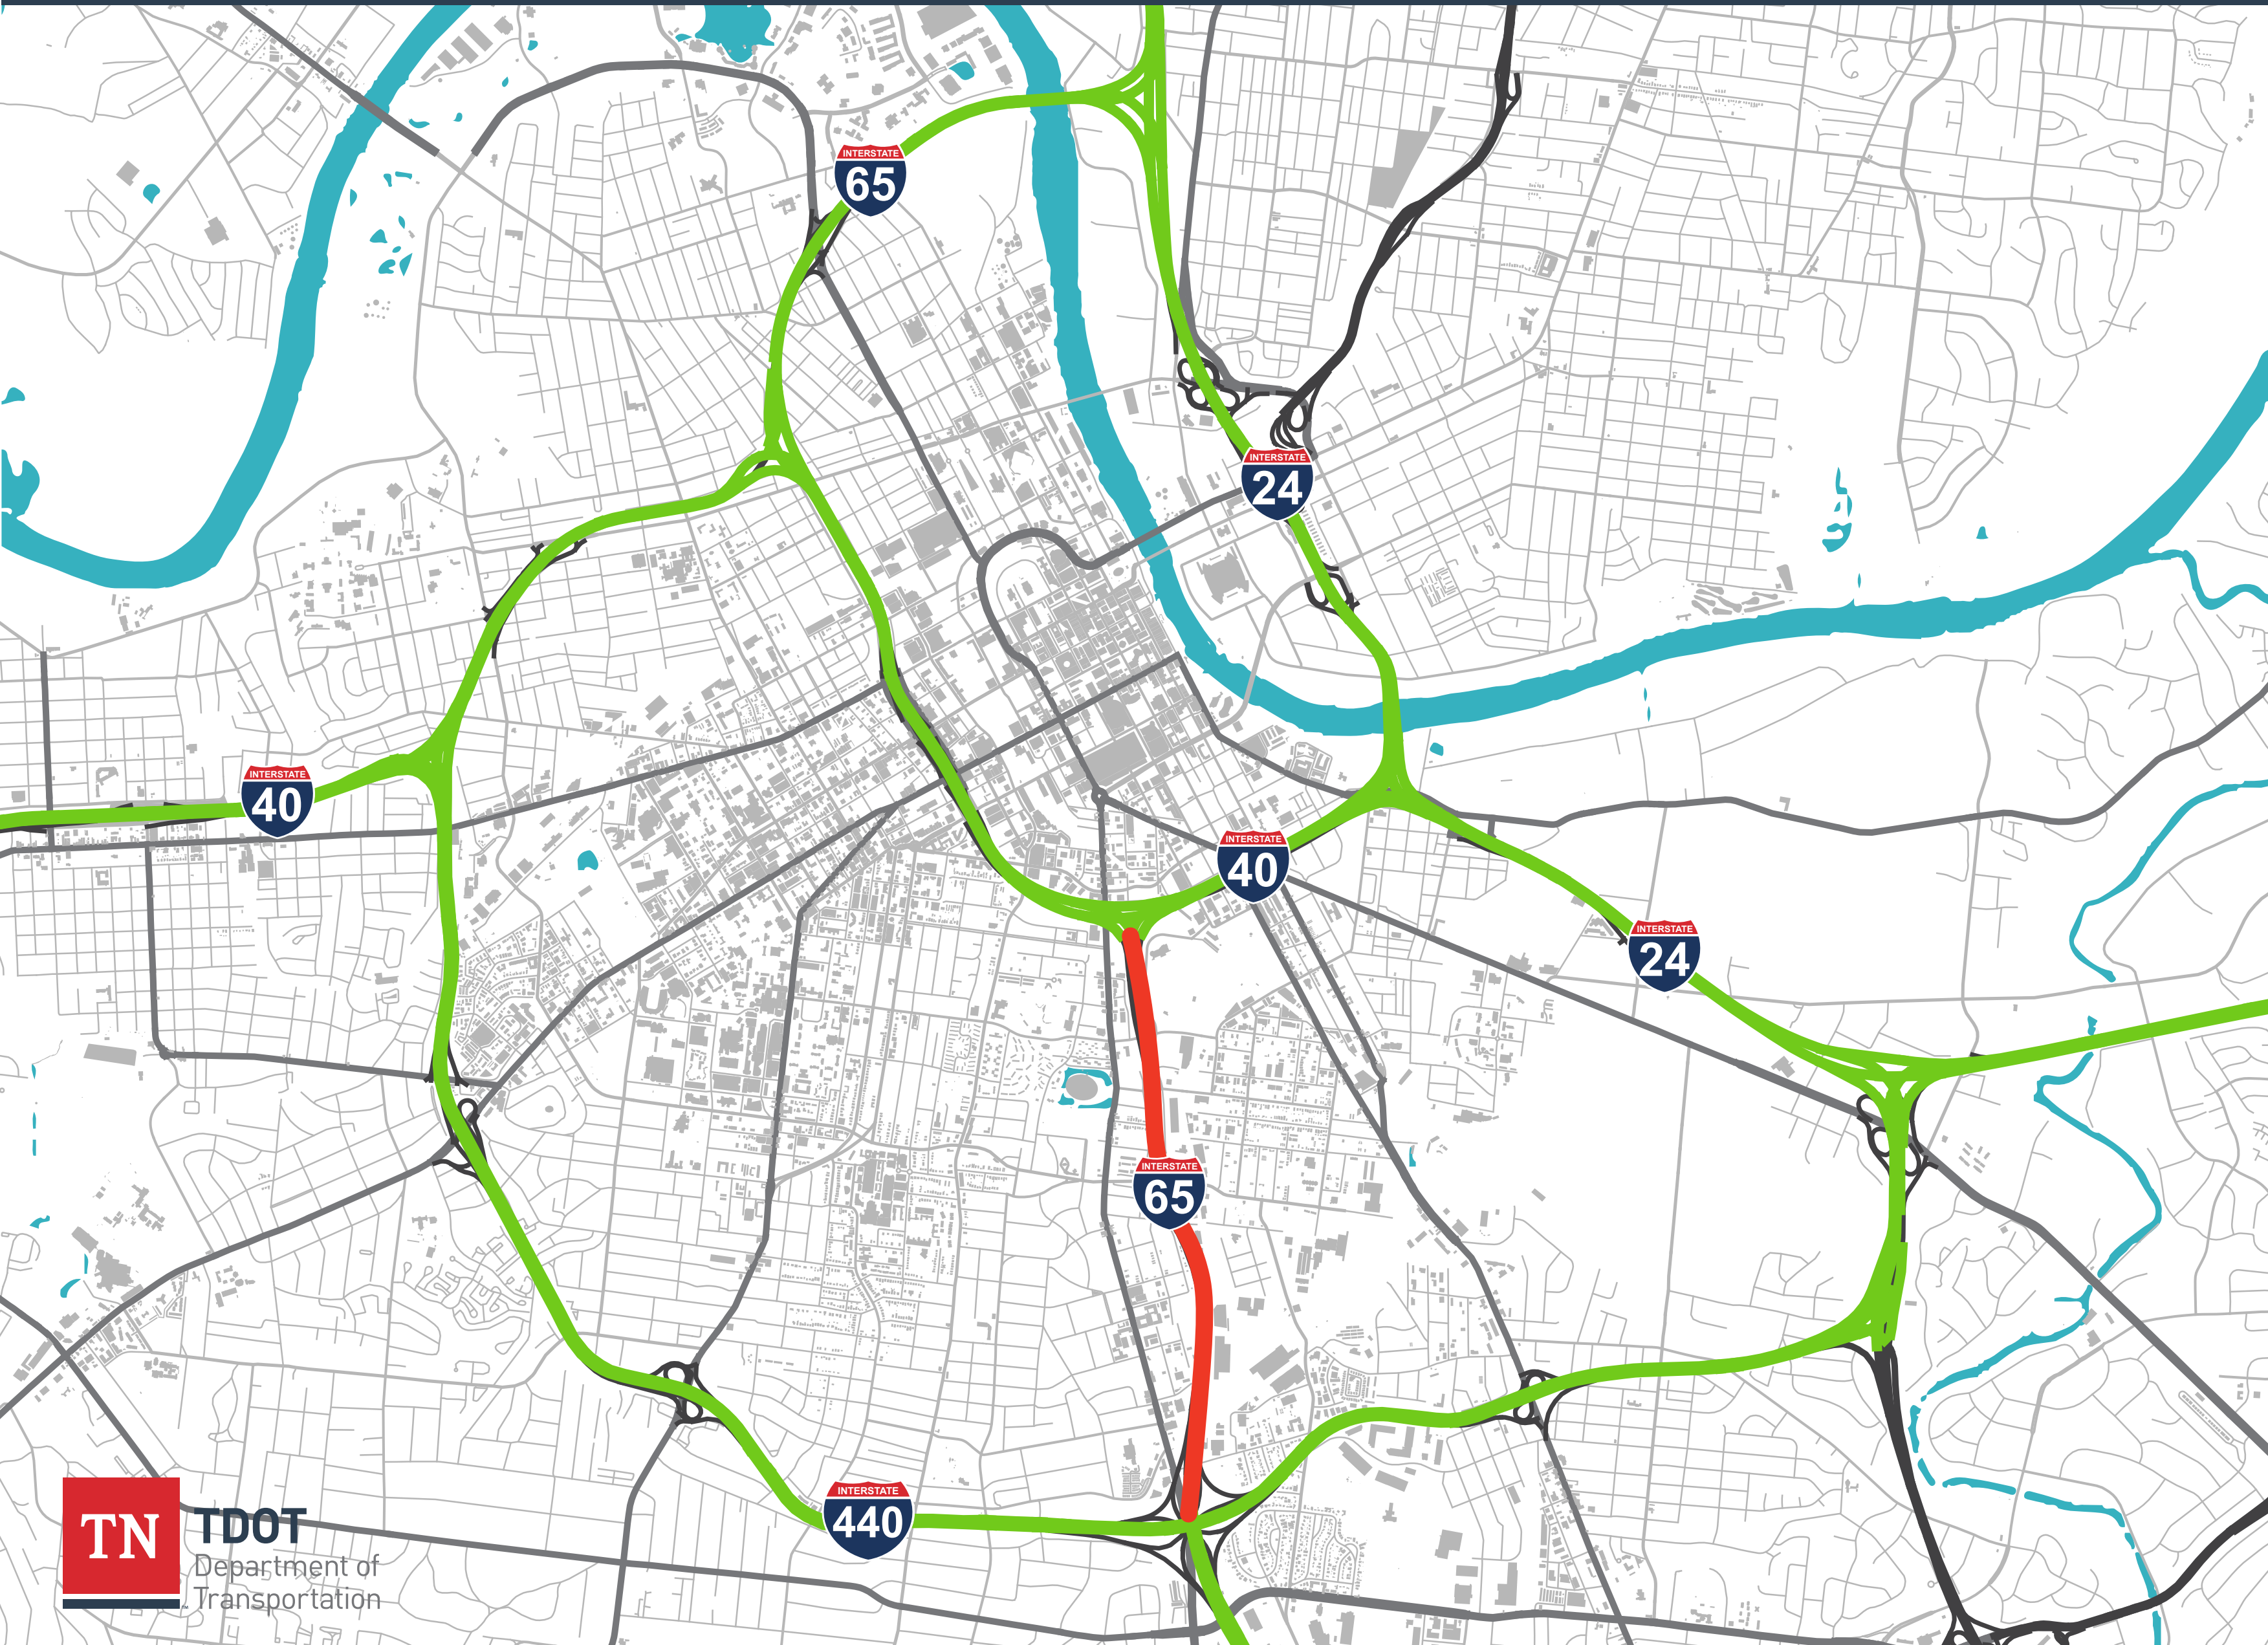 INTERSTATE
65
INTERSTATE
24
INTERSTATE
40
INTERSTATE
40
INTERSTATE
24
INTERSTATE
65
INTERSTATE
440
TN
TDOT
Department of
Transportation